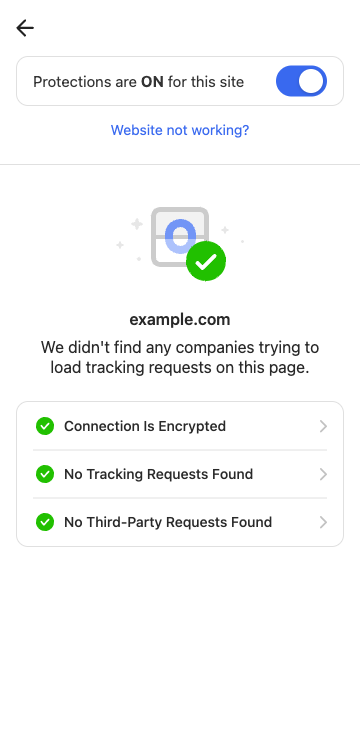 Protections are ON for this site
Website not working?
example.com
We didn't find any companies trying to
load tracking requests on this page.
Connection Is Encrypted
No Tracking Requests Found
No Third-Party Requests Found